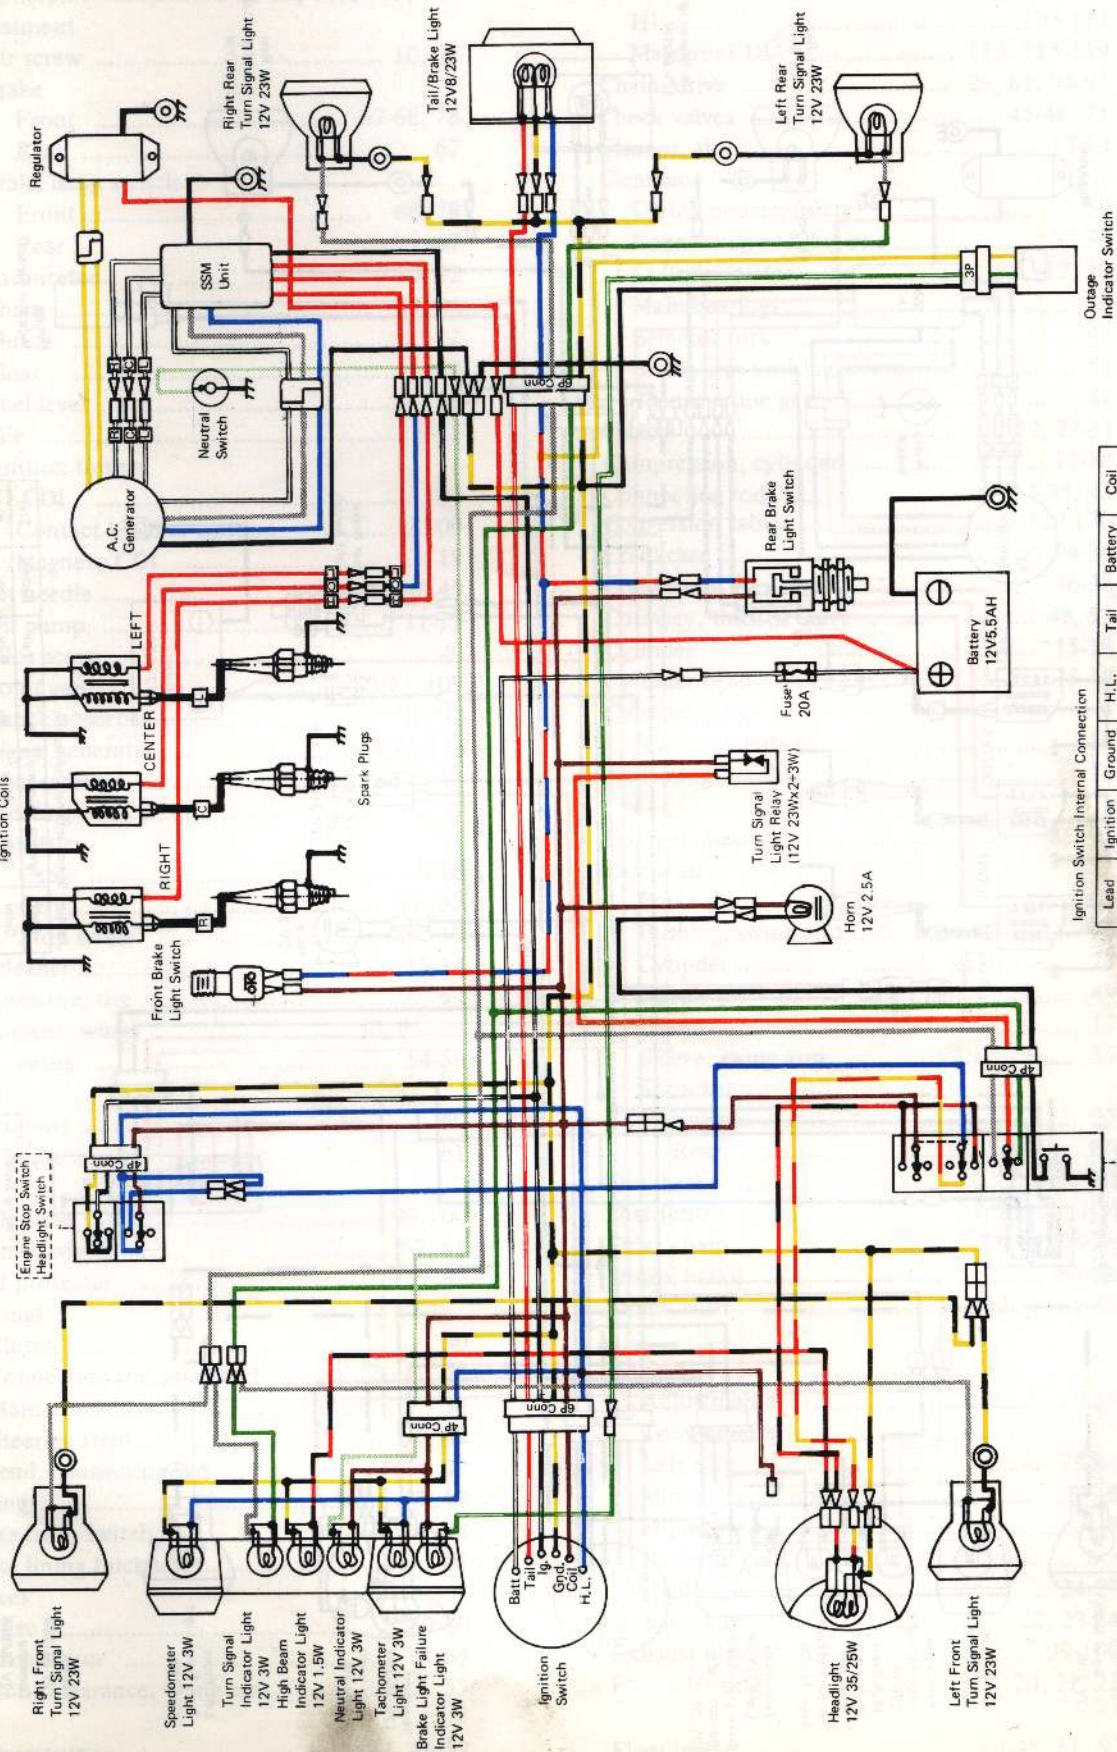 Regulator
Right Rear
Turn Signal Light
12V 23W
Tail/Brake Light
12V8/23W
Left Rear
Turn Signal Light
12V 23W
SSM
Unit
R
C
L
R
C
L
Neutral
Switch
A.C.
Generator
6P Conn
3P
Outage
Indicator Switch
Ignition Coils
LEFT
CENTER
RIGHT
L
C
R
L
C
R
L
C
R
Spark Plugs
Front Brake
Light Switch
Rear Brake
Light Switch
Battery
12V5.5AH
Fuse
20A
Turn Signal
Light Relay
(12V 23Wx2+3W)
Horn
12V 2.5A
Ignition Switch Internal Connection
Lead
Ignition
Ground
H.L.
Tail
Battery
Coil
Engine Stop Switch
Headlight Switch
4P Conn
4P Conn
4P Conn
6P Conn
Batt
Tail
Ig.
Gnd.
Coil
H.L.
Right Front
Turn Signal Light
12V 23W
Speedometer
Light 12V 3W
Turn Signal
Indicator Light
12V 3W
High Beam
Indicator Light
12V 1.5W
Neutral Indicator
Light 12V 3W
Tachometer
Light 12V 3W
Brake Light Failure
Indicator Light
12V 3W
Ignition
Switch
Headlight
12V 35/25W
Left Front
Turn Signal Light
12V 23W